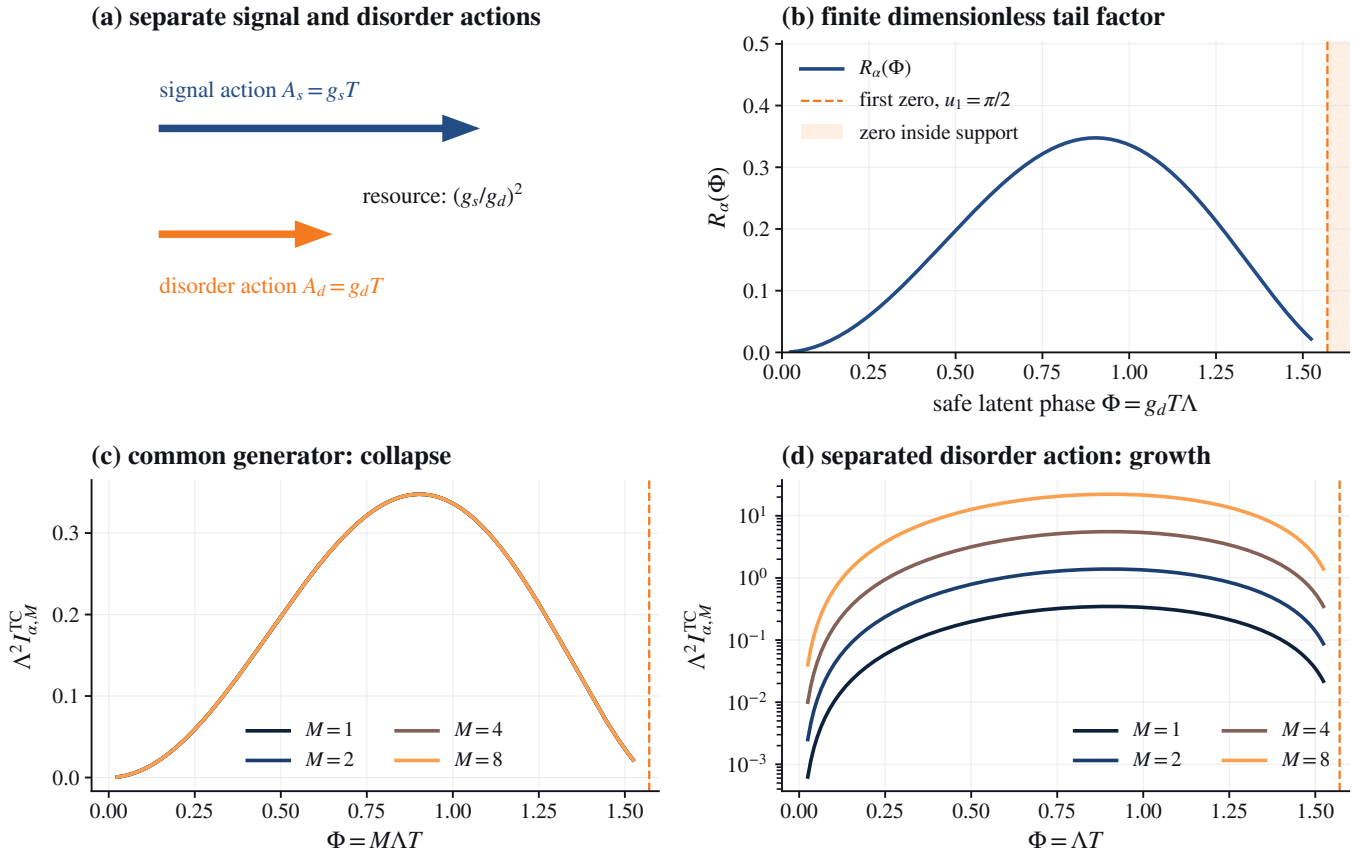 (a) separate signal and disorder actions
signal action A_s = g_s T
resource: (g_s/g_d)^2
disorder action A_d = g_d T
(b) finite dimensionless tail factor
R_α(Φ)
first zero, u_1 = π/2
zero inside support
R_α(Φ)
0.5
0.4
0.3
0.2
0.1
0.0
0.00 0.25 0.50 0.75 1.00 1.25 1.50
safe latent phase Φ = g_d TΛ
(c) common generator: collapse
Λ^2 I^TC_α,M
0.3
0.2
0.1
0.0
M = 1 M = 4
M = 2 M = 8
0.00 0.25 0.50 0.75 1.00 1.25 1.50
Φ = MΛT
(d) separated disorder action: growth
Λ^2 I^TC_α,M
10^1
10^0
10^−1
10^−2
10^−3
M = 1 M = 4
M = 2 M = 8
0.00 0.25 0.50 0.75 1.00 1.25 1.50
Φ = ΛT